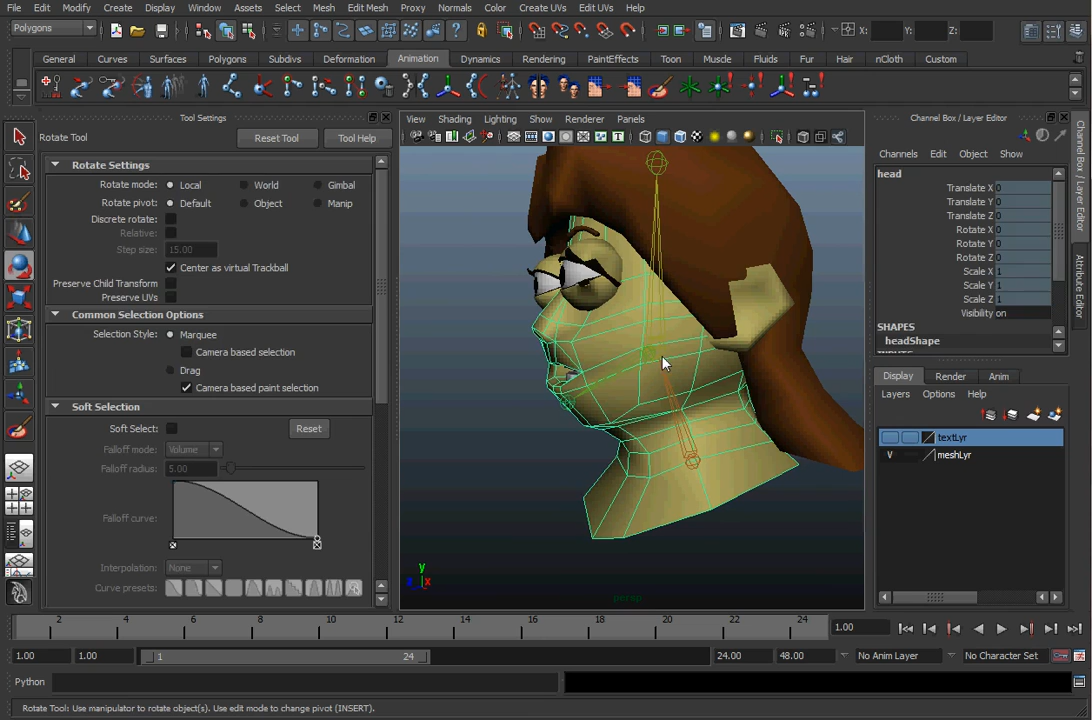 File Edit Modify Create Display Window Assets Select Mesh Edit Mesh Proxy Normals Color Create UVs Edit UVs Help
Polygons X: Y: Z:
General Curves Surfaces Polygons Subdivs Deformation Animation Dynamics Rendering PaintEffects Toon Muscle Fluids Fur Hair nCloth Custom
Tool Settings
Rotate Tool Reset Tool Tool Help
Rotate Settings
Rotate mode: Local World Gimbal
Rotate pivot: Default Object Manip
Discrete rotate:
Relative:
Step size: 15.00
Center as virtual Trackball
Preserve Child Transform
Preserve UVs
Common Selection Options
Selection Style: Marquee
Camera based selection
Drag
Camera based paint selection
Soft Selection
Soft Select: Reset
Falloff mode: Volume
Falloff radius: 5.00
Falloff curve:
Interpolation: None
Curve presets:
View Shading Lighting Show Renderer Panels
y
z x
persp
Channel Box / Layer Editor
Channels Edit Object Show
head
Translate X 0
Translate Y 0
Translate Z 0
Rotate X 0
Rotate Y 0
Rotate Z 0
Scale X 1
Scale Y 1
Scale Z 1
Visibility on
SHAPES
headShape
Display Render Anim
Layers Options Help
textLyr
V meshLyr
Channel Box / Layer Editor
Attribute Editor
2 4 6 8 10 12 14 16 18 20 22 24
1.00
1.00 1.00 1 24 24.00 48.00 No Anim Layer No Character Set
Python
Rotate Tool: Use manipulator to rotate object(s). Use edit mode to change pivot (INSERT).